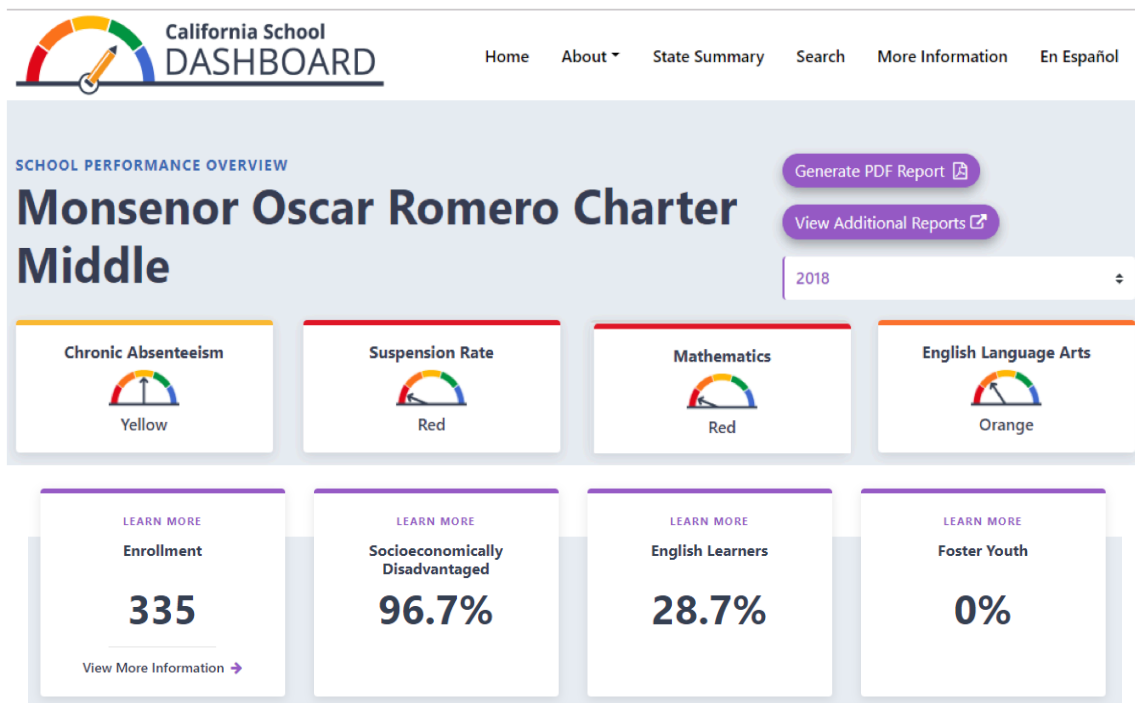 California School
DASHBOARD
Home About State Summary Search More Information En Español
SCHOOL PERFORMANCE OVERVIEW
Monsenor Oscar Romero Charter
Middle
Generate PDF Report
View Additional Reports
2018
Chronic Absenteeism
Yellow
Suspension Rate
Red
Mathematics
Red
English Language Arts
Orange
LEARN MORE
Enrollment
335
View More Information
LEARN MORE
Socioeconomically
Disadvantaged
96.7%
LEARN MORE
English Learners
28.7%
LEARN MORE
Foster Youth
0%